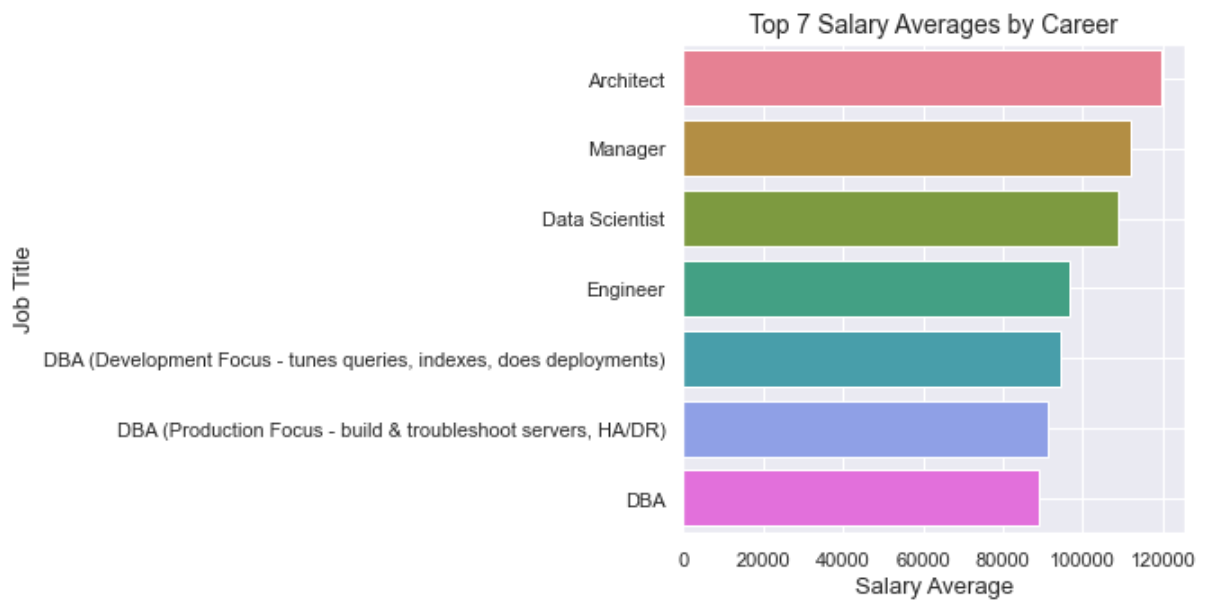 Top 7 Salary Averages by Career
Architect
Manager
Data Scientist
Engineer
Job Title
DBA (Development Focus - tunes queries, indexes, does deployments)
DBA (Production Focus - build & troubleshoot servers, HA/DR)
DBA
0 20000 40000 60000 80000 100000 120000
Salary Average